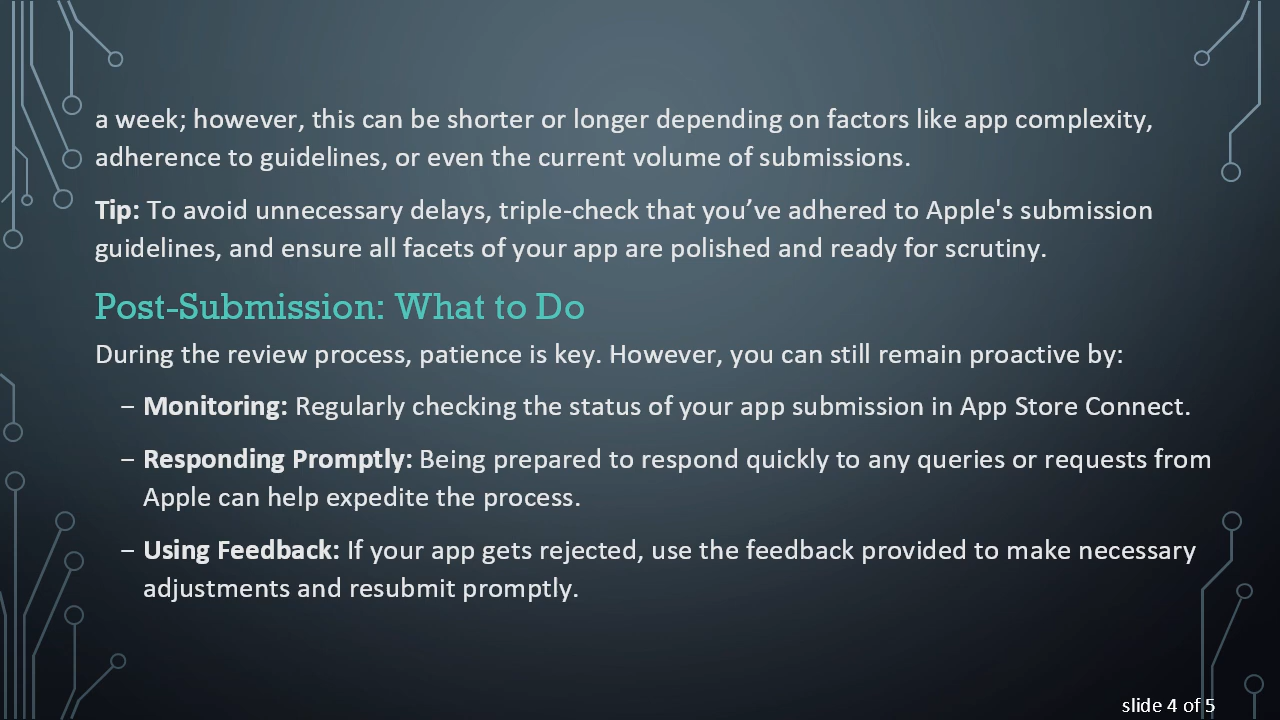 a week; however, this can be shorter or longer depending on factors like app complexity,
adherence to guidelines, or even the current volume of submissions.
Tip: To avoid unnecessary delays, triple-check that you’ve adhered to Apple's submission
guidelines, and ensure all facets of your app are polished and ready for scrutiny.
Post-Submission: What to Do
During the review process, patience is key. However, you can still remain proactive by:
– Monitoring: Regularly checking the status of your app submission in App Store Connect.
– Responding Promptly: Being prepared to respond quickly to any queries or requests from
Apple can help expedite the process.
– Using Feedback: If your app gets rejected, use the feedback provided to make necessary
adjustments and resubmit promptly.
slide 4 of 5